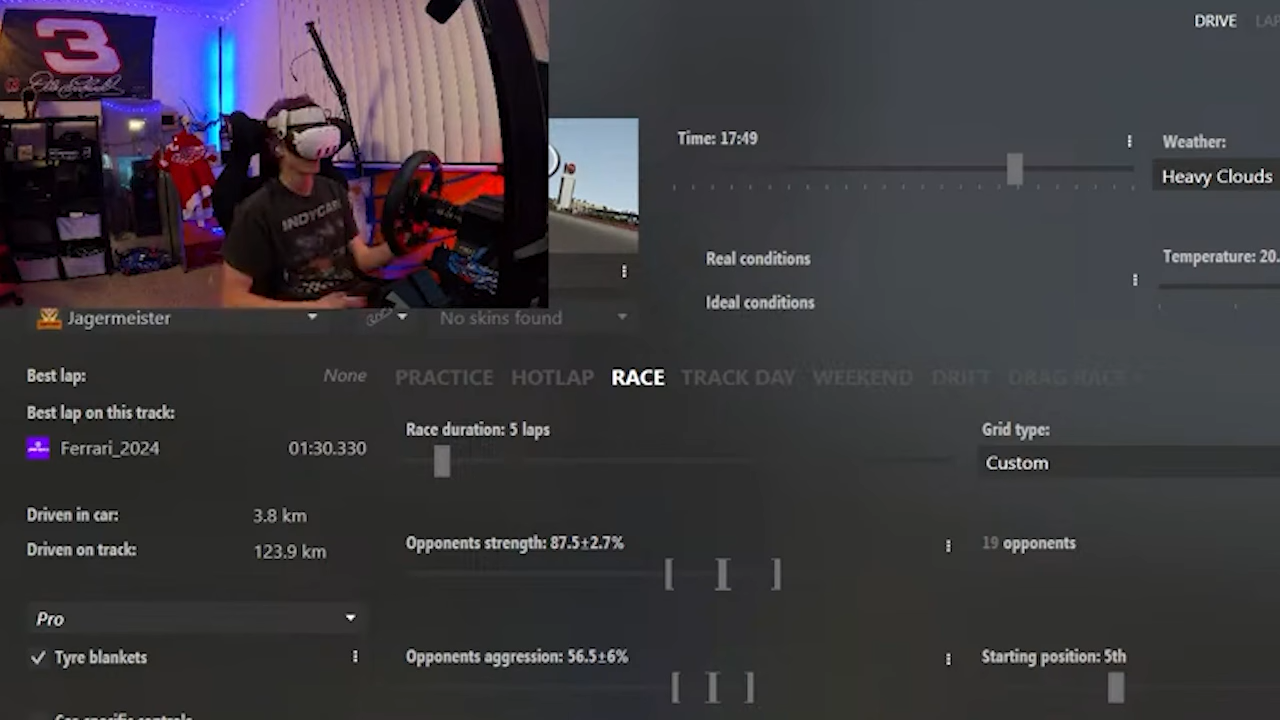 3
DRIVE
Time: 17:49
Weather:
Heavy Clouds
INDYCAR
Real conditions
Temperature: 20.
Ideal conditions
Jagermeister
No skins found
Best lap:
None
PRACTICE HOTLAP RACE TRACK DAY WEEKEND DRIFT DRAG RACE
Best lap on this track:
Race duration: 5 laps
Grid type:
Ferrari_2024
01:30.330
Custom
Driven in car:
3.8 km
Driven on track:
123.9 km
Opponents strength: 87.5±2.7%
19 opponents
Pro
Tyre blankets
Opponents aggression: 56.5±6%
Starting position: 5th